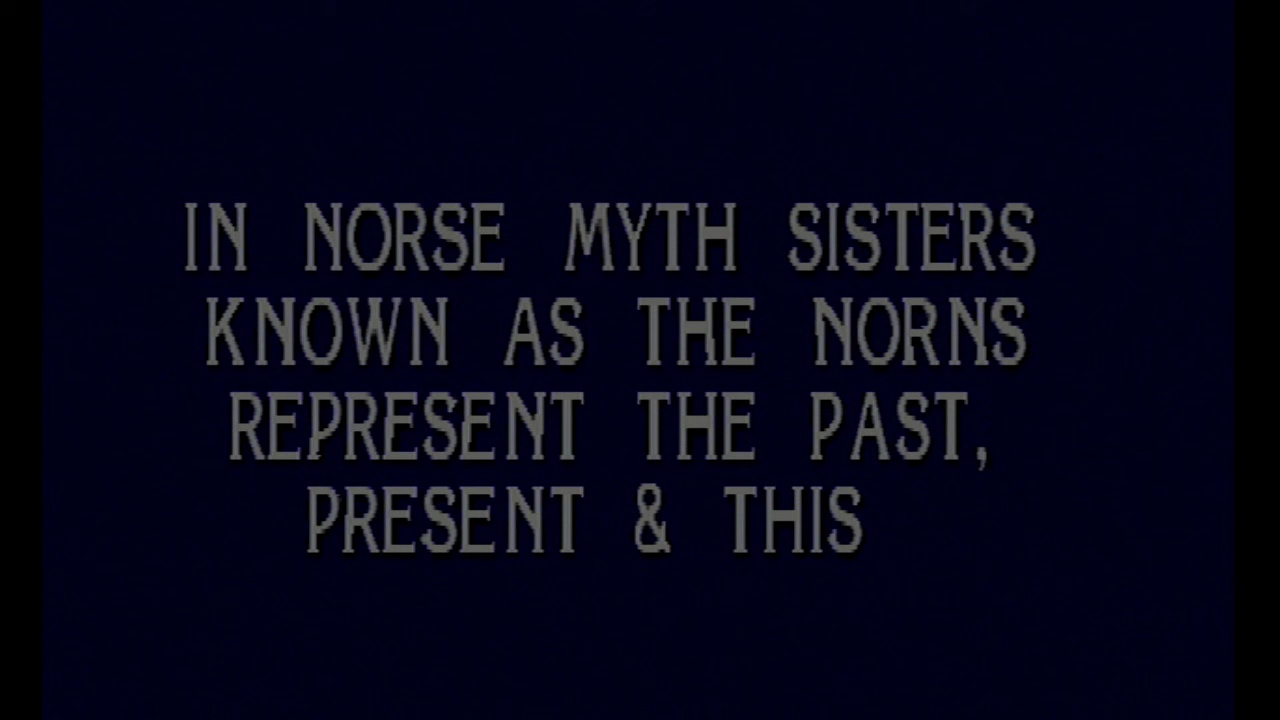 IN NORSE MYTH SISTERS
KNOWN AS THE NORNS
REPRESENT THE PAST,
PRESENT & THIS